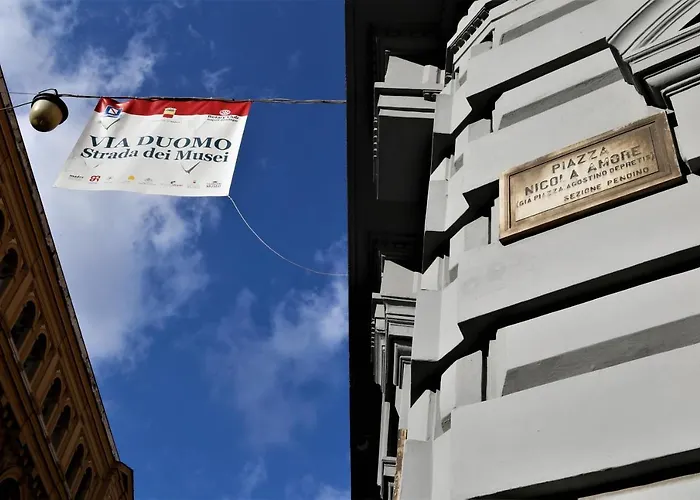 VIA DUOMO
Strada dei Musei
PIAZZA
NICOLA AMORE
(GIÀ PIAZZA AGOSTINO DEPRETIS)
SEZIONE PENDINO